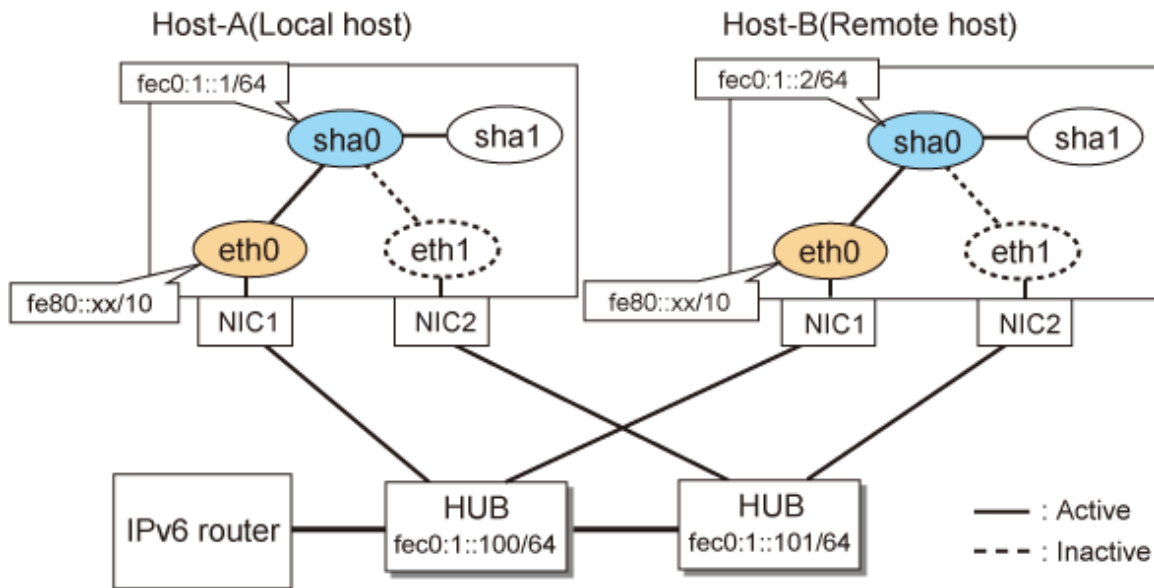 Host-A(Local host)
Host-B(Remote host)
fec0:1::1/64
fec0:1::2/64
sha0
sha1
sha0
sha1
eth0
eth1
eth0
eth1
fe80::xx/10
fe80::xx/10
NIC1
NIC2
NIC1
NIC2
IPv6 router
HUB
fec0:1::100/64
HUB
fec0:1::101/64
: Active
: Inactive